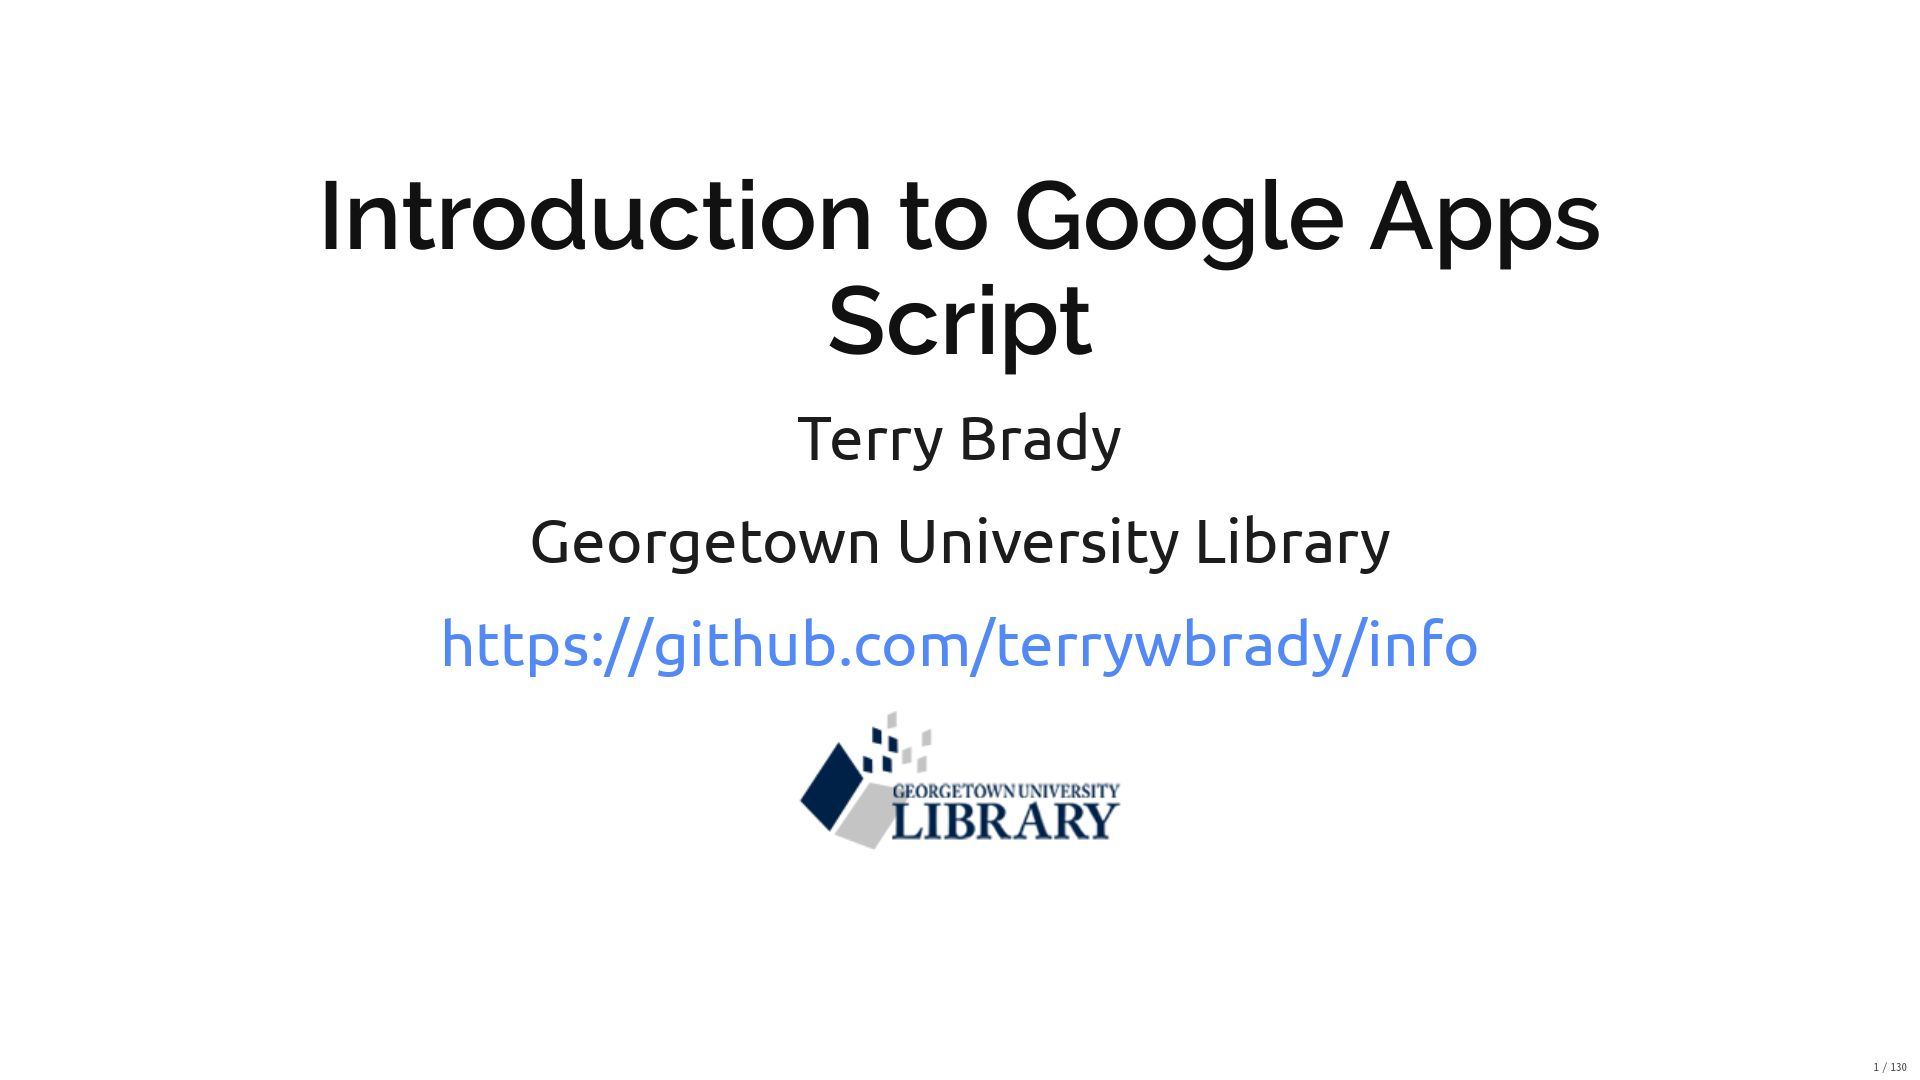 Introduction to Google Apps
Script
Terry Brady
Georgetown University Library
https://github.com/terrywbrady/info
GEORGETOWN UNIVERSITY
LIBRARY
1 / 130